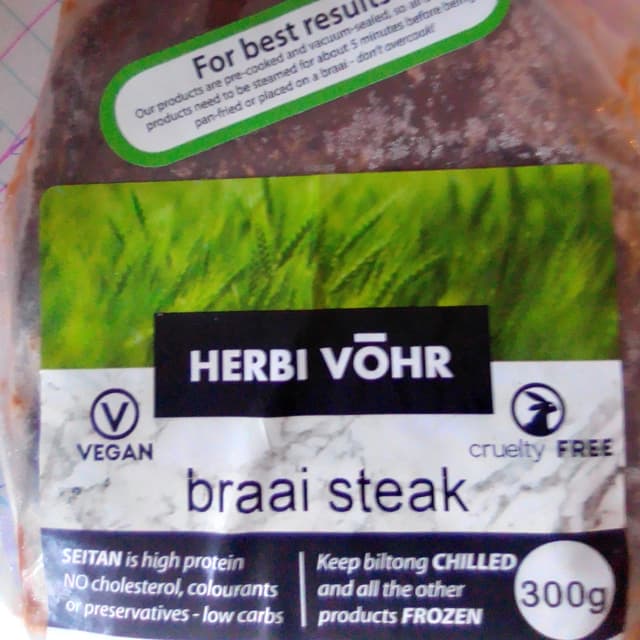 For best results
Our products are pre-cooked and vacuum-sealed, so all
products need to be steamed for about 5 minutes before being
pan-fried or placed on a braai - don't overcook!
HERBI VŌHR
V
VEGAN
cruelty FREE
braai steak
SEITAN is high protein
NO cholesterol, colourants
or preservatives - low carbs
Keep biltong CHILLED
and all the other
products FROZEN
300g